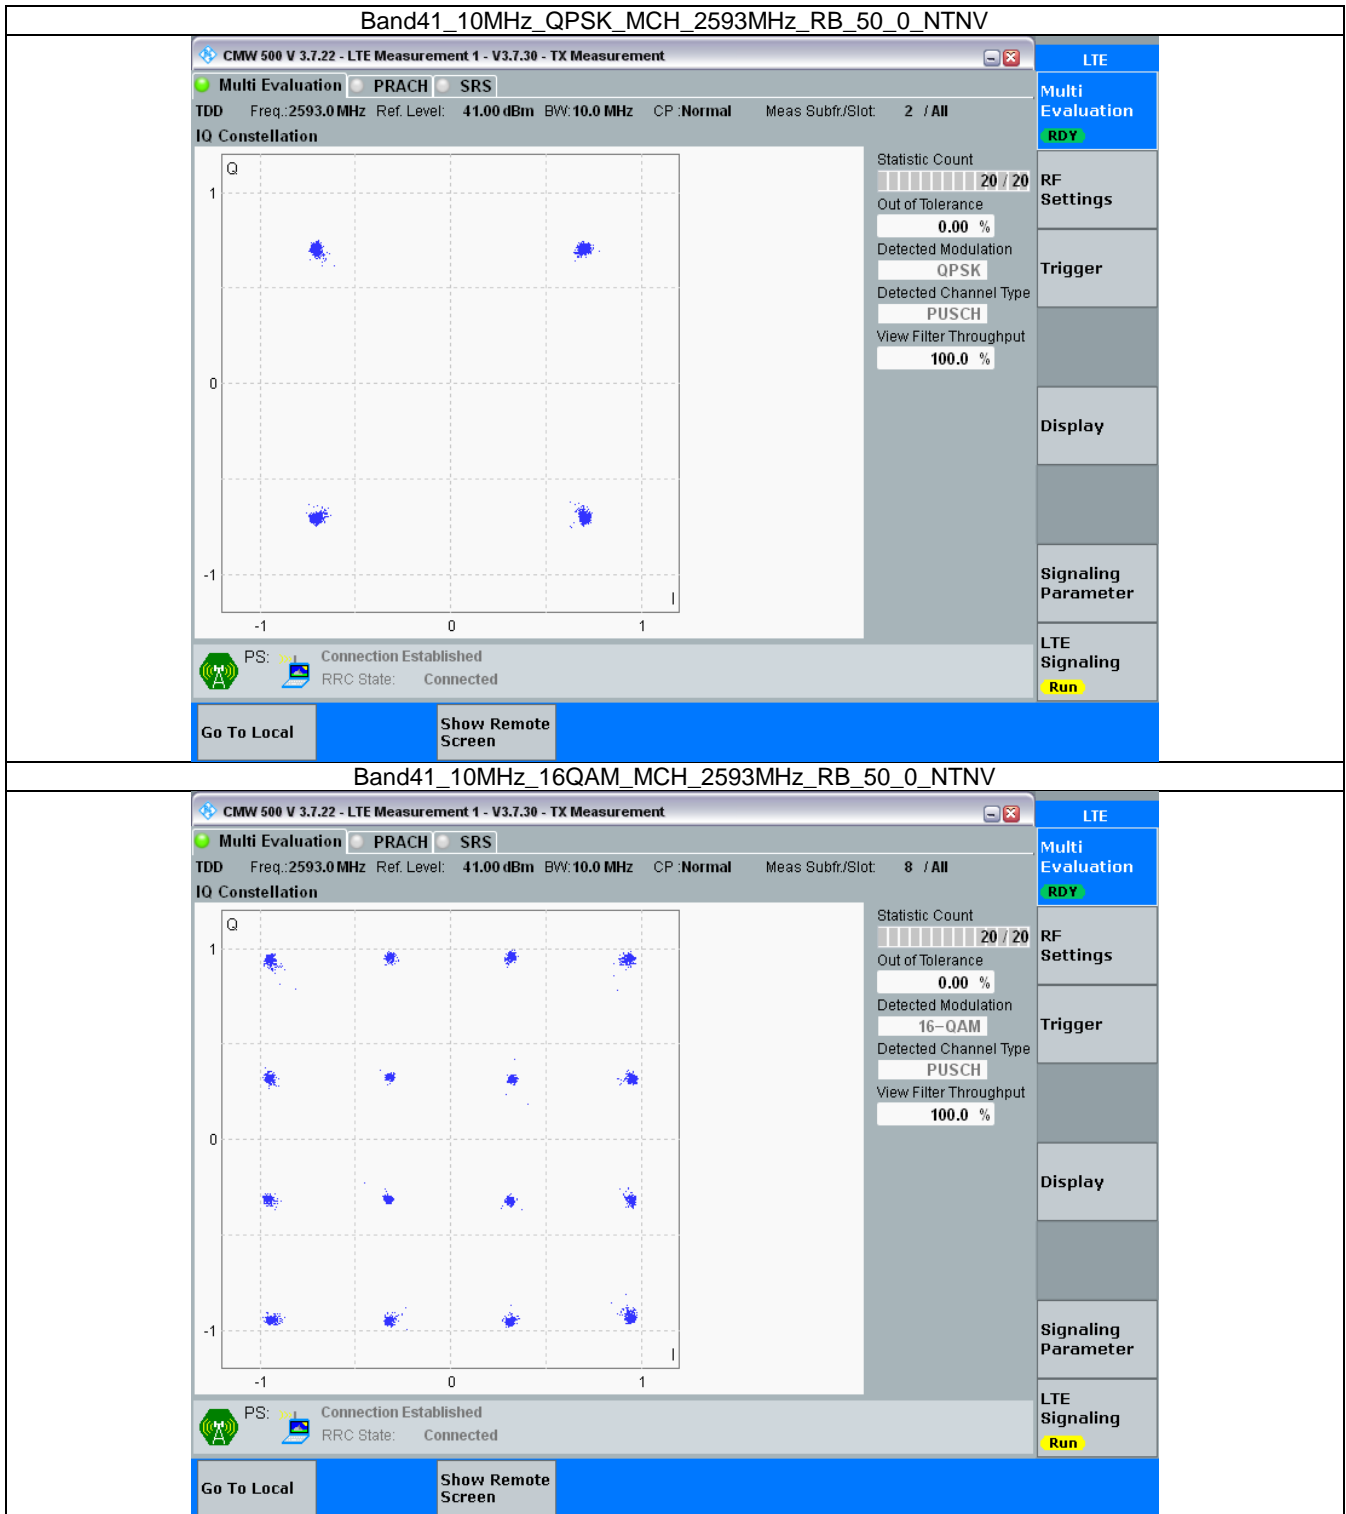 Band41_10MHz_QPSK_MCH_2593MHz_RB_50_0_NTNV
CMW 500 V 3.7.22 - LTE Measurement 1 - V3.7.30 - TX Measurement
LTE
Multi Evaluation PRACH SRS
TDD Freq.:2593.0 MHz Ref. Level: 41.00 dBm BW:10.0 MHz CP :Normal Meas Subfr./Slot: 2 / All
IQ Constellation
Multi
Evaluation
RDY
Q
1
0
-1
I
-1 0 1
Statistic Count
20 / 20
Out of Tolerance
0.00 %
Detected Modulation
QPSK
Detected Channel Type
PUSCH
View Filter Throughput
100.0 %
RF
Settings
Trigger
Display
Signaling
Parameter
LTE
Signaling
Run
PS: Connection Established
RRC State: Connected
Go To Local
Show Remote
Screen
Band41_10MHz_16QAM_MCH_2593MHz_RB_50_0_NTNV
CMW 500 V 3.7.22 - LTE Measurement 1 - V3.7.30 - TX Measurement
LTE
Multi Evaluation PRACH SRS
TDD Freq.:2593.0 MHz Ref. Level: 41.00 dBm BW:10.0 MHz CP :Normal Meas Subfr./Slot: 8 / All
IQ Constellation
Multi
Evaluation
RDY
Q
1
0
-1
I
-1 0 1
Statistic Count
20 / 20
Out of Tolerance
0.00 %
Detected Modulation
16-QAM
Detected Channel Type
PUSCH
View Filter Throughput
100.0 %
RF
Settings
Trigger
Display
Signaling
Parameter
LTE
Signaling
Run
PS: Connection Established
RRC State: Connected
Go To Local
Show Remote
Screen